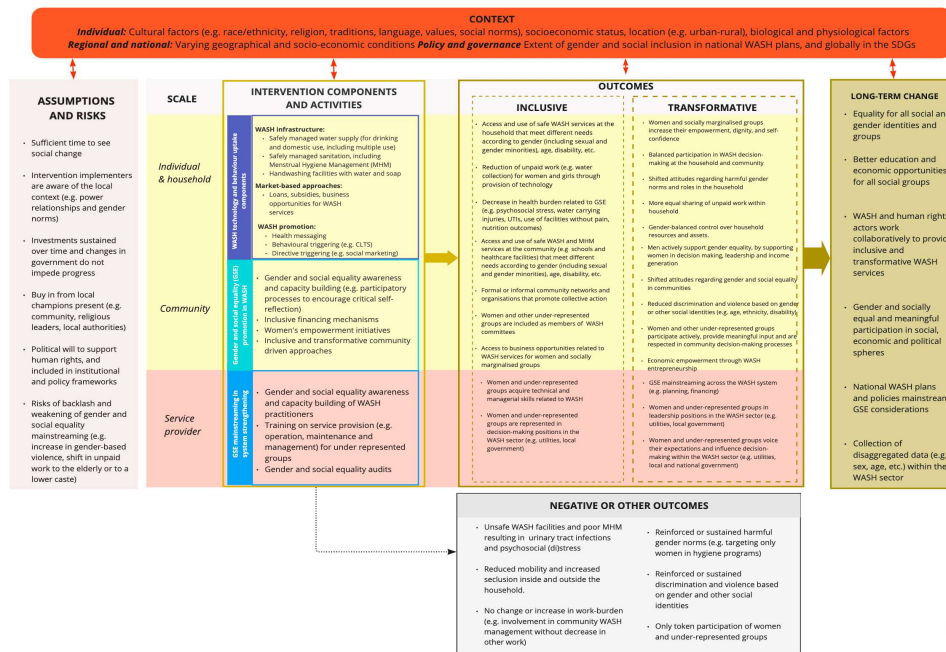 CONTEXT
Individual: Cultural factors (e.g. race/ethnicity, religion, traditions, language, values, social norms), socioeconomic status, location (e.g. urban-rural), biological and physiological factors
Regional and national: Varying geographical and socio-economic conditions Policy and governance Extent of gender and social inclusion in national WASH plans, and globally in the SDGs
ASSUMPTIONS
AND RISKS
• Sufficient time to see
social change
• Intervention implementers
are aware of the local
context (e.g. power
relationships and gender
norms)
• Investments sustained
over time and changes in
government do not
impede progress
• Buy in from local
champions present (e.g.
community, religious
leaders, local authorities)
• Political will to support
human rights, and
included in institutional
and policy frameworks
• Risks of backlash and
weakening of gender and
social equality
mainstreaming (e.g.
increase in gender-based
violence, shift in unpaid
work to the elderly or to a
lower caste)
SCALE
Individual
& household
Community
Service
provider
INTERVENTION COMPONENTS
AND ACTIVITIES
WASH technology and behaviour uptake
components
WASH infrastructure:
• Safely managed water supply (for drinking
and domestic use, including multiple use)
• Safely managed sanitation, including
Menstrual Hygiene Management (MHM)
• Handwashing facilities with water and soap
Market-based approaches:
• Loans, subsidies, business
opportunities for WASH
services
WASH promotion:
• Health messaging
• Behavioural triggering (e.g. CLTS)
• Directive triggering (e.g. social marketing)
Gender and social equality (GSE)
promotion in WASH
• Gender and social equality awareness
and capacity building (e.g. participatory
processes to encourage critical self-
reflection)
• Inclusive financing mechanisms
• Women's empowerment initiatives
• Inclusive and transformative community
driven approaches
GSE mainstreaming in
system strengthening
• Gender and social equality awareness
and capacity building of WASH
practitioners
• Training on service provision (e.g.
operation, maintenance and
management) for under represented
groups
• Gender and social equality audits
OUTCOMES
INCLUSIVE
• Access and use of safe WASH services at the
household that meet different needs
according to gender (including sexual and
gender minorities), age, disability, etc.
• Reduction of unpaid work (e.g. water
collection) for women and girls through
provision of technology
• Decrease in health burden related to GSE
(e.g. psychosocial stress, water carrying
injuries, UTIs, use of facilities without pain,
nutrition outcomes)
• Access and use of safe WASH and MHM
services at the community (e.g. schools and
healthcare facilities) that meet different
needs according to gender (including sexual
and gender minorities), age, disability, etc.
• Formal or informal community networks and
organisations that promote collective action
• Women and other under-represented
groups are included as members of WASH
committees
• Access to business opportunities related to
WASH services for women and socially
marginalised groups
• Women and under-represented
groups acquire technical and
managerial skills related to WASH
• Women and under-represented
groups are represented in
decision-making positions in the
WASH sector (e.g. utilities, local
government)
TRANSFORMATIVE
• Women and socially marginalised groups
increase their empowerment, dignity, and self-
confidence
• Balanced participation in WASH decision-
making at the household and community
• Shifted attitudes regarding harmful gender
norms and roles in the household
• More equal sharing of unpaid work within
household
• Gender-balanced control over household
resources and assets.
• Men actively support gender equality, by supporting
women in decision making, leadership and income
generation
• Shifted attitudes regarding gender and social equality
in communities
• Reduced discrimination and violence based on gender
or other social identities (e.g. age, ethnicity, disability)
• Women and other under-represented groups
participate actively, provide meaningful input and are
respected in community decision-making processes
• Economic empowerment through WASH
entrepreneurship
• GSE mainstreaming across the WASH system
(e.g. planning, financing)
• Women and under-represented groups in
leadership positions in the WASH sector (e.g.
utilities, local government)
• Women and under-represented groups voice
their expectations and influence decision-
making within the WASH sector (e.g. utilities,
local and national government)
LONG-TERM CHANGE
• Equality for all social an
gender identities and
groups
• Better education and
economic opportunities
for all social groups
• WASH and human rights
actors work
collaboratively to provid
inclusive and
transformative WASH
services
• Gender and socially
equal and meaningful
participation in social,
economic and political
spheres
• National WASH plans
and policies mainstream
GSE considerations
• Collection of
disaggregated data (e.g.
sex, age, etc.) within the
WASH sector
NEGATIVE OR OTHER OUTCOMES
• Unsafe WASH facilities and poor MHM
resulting in urinary tract infections
and psychosocial (di)stress
• Reduced mobility and increased
seclusion inside and outside the
household.
• No change or increase in work-burden
(e.g. involvement in community WASH
management without decrease in
other work)
• Reinforced or sustained harmful
gender norms (e.g. targeting only
women in hygiene programs)
• Reinforced or sustained
discrimination and violence based
on gender and other social
identities
• Only token participation of women
and under-represented groups